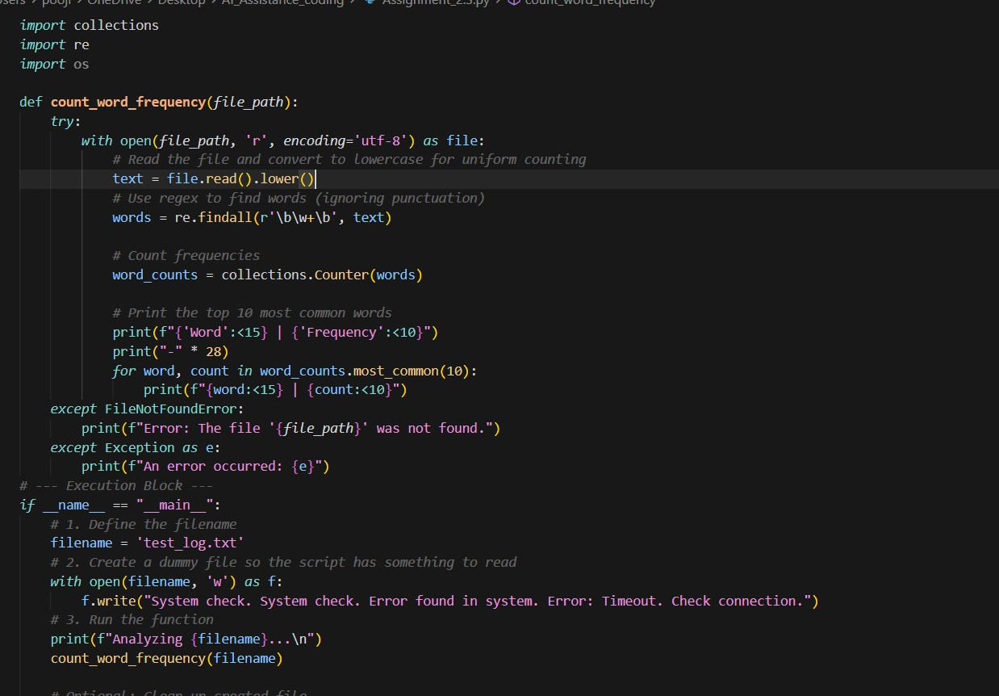 pooji > OneDrive > Desktop > AI_Assistance_coding > Assignment_2.3.py > count_word_frequency
import collections
import re
import os

def count_word_frequency(file_path):
    try:
        with open(file_path, 'r', encoding='utf-8') as file:
            # Read the file and convert to lowercase for uniform counting
            text = file.read().lower()
            # Use regex to find words (ignoring punctuation)
            words = re.findall(r'\b\w+\b', text)

            # Count frequencies
            word_counts = collections.Counter(words)

            # Print the top 10 most common words
            print(f"{'Word':<15} | {'Frequency':<10}")
            print("-" * 28)
            for word, count in word_counts.most_common(10):
                print(f"{word:<15} | {count:<10}")
    except FileNotFoundError:
        print(f"Error: The file '{file_path}' was not found.")
    except Exception as e:
        print(f"An error occurred: {e}")
# --- Execution Block ---
if __name__ == "__main__":
    # 1. Define the filename
    filename = 'test_log.txt'
    # 2. Create a dummy file so the script has something to read
    with open(filename, 'w') as f:
        f.write("System check. System check. Error found in system. Error: Timeout. Check connection.")
    # 3. Run the function
    print(f"Analyzing {filename}...\n")
    count_word_frequency(filename)

    # Optional: Clean up created file